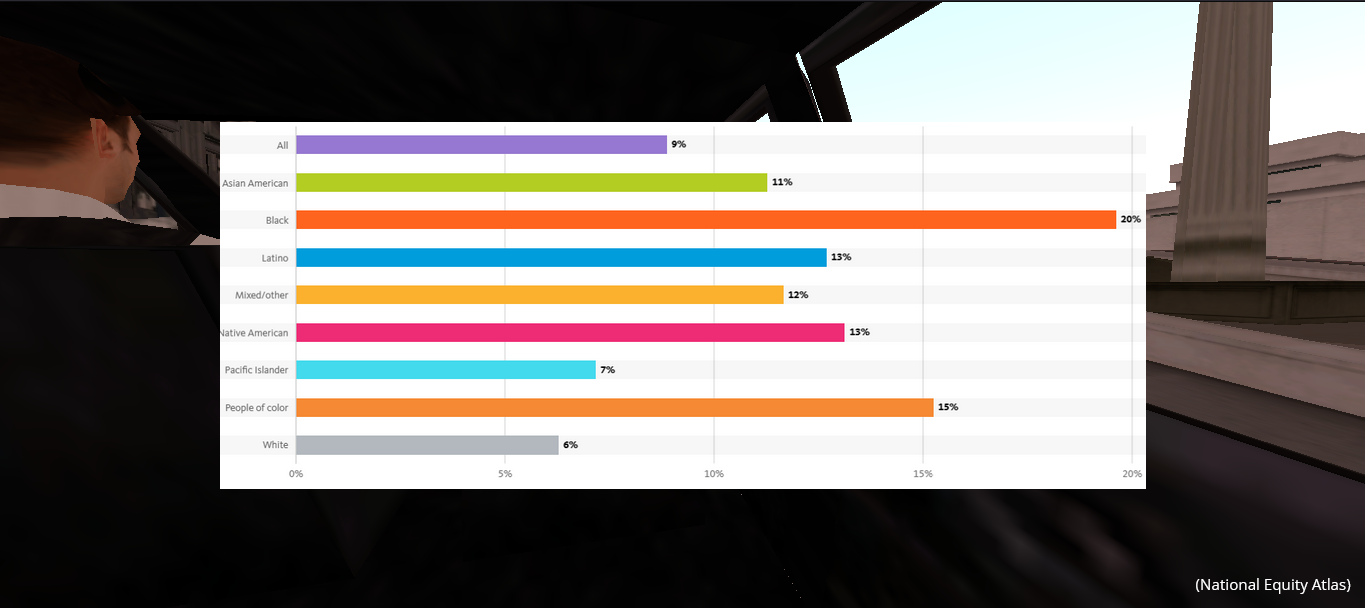 All 9%
Asian American 11%
Black 20%
Latino 13%
Mixed/other 12%
Native American 13%
Pacific Islander 7%
People of color 15%
White 6%
0% 5% 10% 15% 20%
(National Equity Atlas)